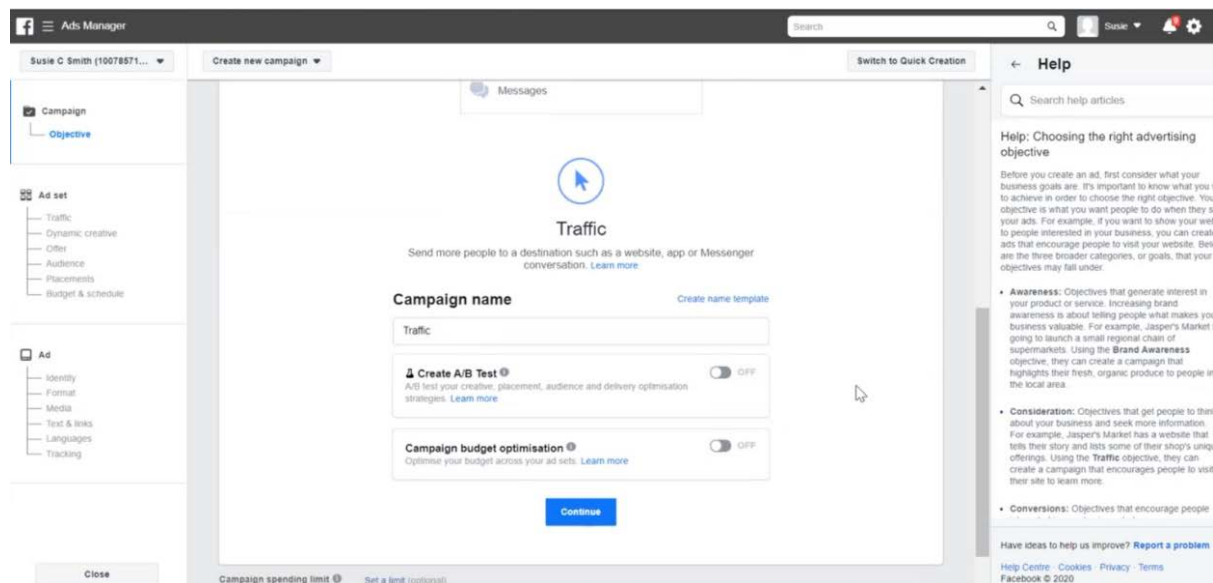 Ads Manager
Search
Susie
Susie C Smith (10078571...
Create new campaign
Switch to Quick Creation
Campaign
Objective
Ad set
Traffic
Dynamic creative
Offer
Audience
Placements
Budget & schedule
Ad
Identity
Format
Media
Text & links
Languages
Tracking
Close
Messages
Traffic
Send more people to a destination such as a website, app or Messenger
conversation. Learn more
Campaign name
Create name template
Traffic
Create A/B Test
OFF
A/B test your creative, placement, audience and delivery optimisation
strategies. Learn more
Campaign budget optimisation
OFF
Optimise your budget across your ad sets. Learn more
Continue
Campaign spending limit
Set a limit (optional)
Help
Search help articles
Help: Choosing the right advertising
objective
Before you create an ad, first consider what your
business goals are. It's important to know what you
to achieve in order to choose the right objective. You
objective is what you want people to do when they s
your ads. For example, if you want to show your wel
to people interested in your business, you can create
ads that encourage people to visit your website. Bel
are the three broader categories, or goals, that your
objectives may fall under.
• Awareness: Objectives that generate interest in
your product or service. Increasing brand
awareness is about telling people what makes you
business valuable. For example, Jasper's Market
going to launch a small regional chain of
supermarkets. Using the Brand Awareness
objective, they can create a campaign that
highlights their fresh, organic produce to people in
the local area.
• Consideration: Objectives that get people to thin
about your business and seek more information.
For example, Jasper's Market has a website that
tells their story and lists some of their shop's uniqu
offerings. Using the Traffic objective, they can
create a campaign that encourages people to visit
their site to learn more.
• Conversions: Objectives that encourage people
Have ideas to help us improve? Report a problem
Help Centre · Cookies · Privacy · Terms
Facebook © 2020